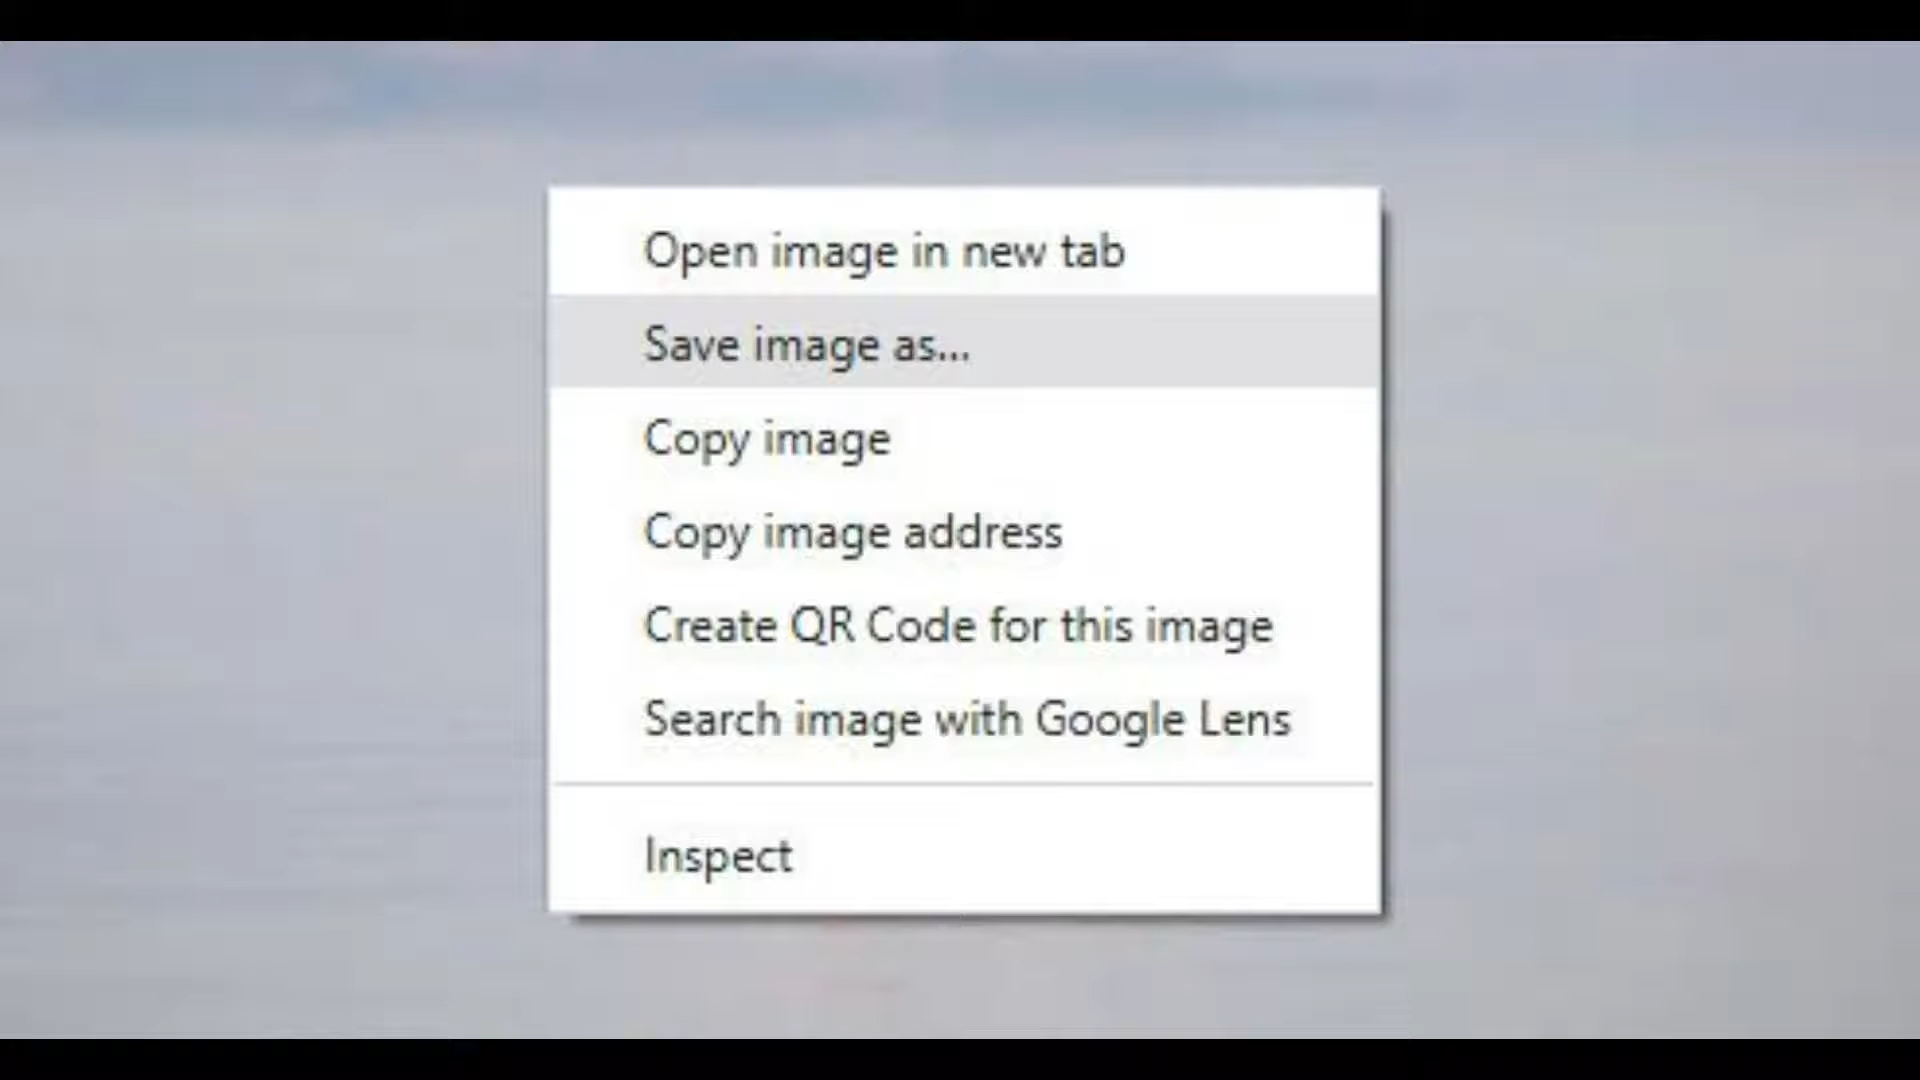 Open image in new tab
Save image as...
Copy image
Copy image address
Create QR Code for this image
Search image with Google Lens
Inspect